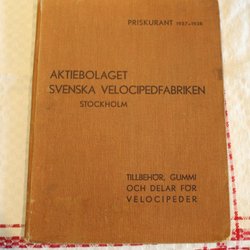 PRISKURANT 1937-1938
AKTIEBOLAGET
SVENSKA VELOCIPEDFABRIKEN
STOCKHOLM
TILLBEHÖR, GUMMI
OCH DELAR FÖR
VELOCIPEDER